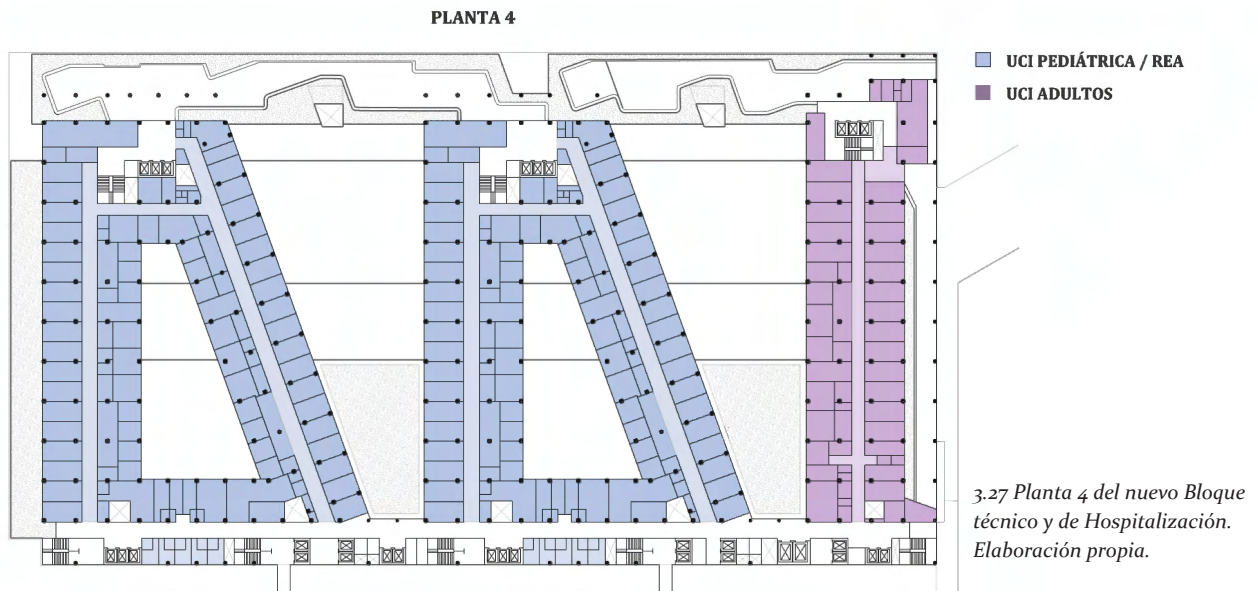 PLANTA 4
UCI PEDIÁTRICA / REA
UCI ADULTOS
3.27 Planta 4 del nuevo Bloque
técnico y de Hospitalización.
Elaboración propia.